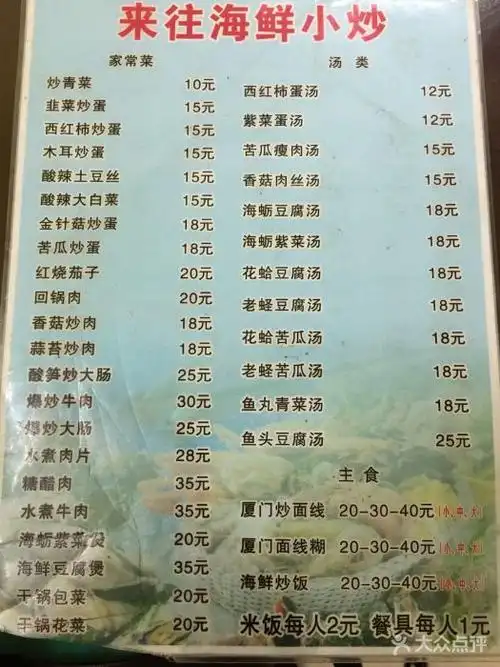 来往海鲜小炒
家常菜
炒青菜 10元
韭菜炒蛋 15元
西红柿炒蛋 15元
木耳炒蛋 15元
酸辣土豆丝 15元
酸辣大白菜 15元
金针菇炒蛋 18元
苦瓜炒蛋 18元
红烧茄子 20元
回锅肉 20元
香菇炒肉 18元
蒜苔炒肉 18元
酸笋炒大肠 25元
爆炒牛肉 30元
爆炒大肠 25元
水煮肉片 28元
糖醋肉 35元
水煮牛肉 35元
海蛎紫菜煲 20元
海鲜豆腐煲 35元
干锅包菜 20元
干锅花菜 20元
汤类
西红柿蛋汤 12元
紫菜蛋汤 12元
苦瓜瘦肉汤 15元
香菇肉丝汤 15元
海蛎豆腐汤 18元
海蛎紫菜汤 18元
花蛤豆腐汤 18元
老蛏豆腐汤 18元
花蛤苦瓜汤 18元
老蛏苦瓜汤 18元
鱼丸青菜汤 18元
鱼头豆腐汤 25元
主食
厦门炒面线 20-30-40元(小、中、大)
厦门面线糊 20-30-40元(小、中、大)
海鲜炒饭 20-30-40元(小、中、大)
米饭每人2元 餐具每人1元
大众点评